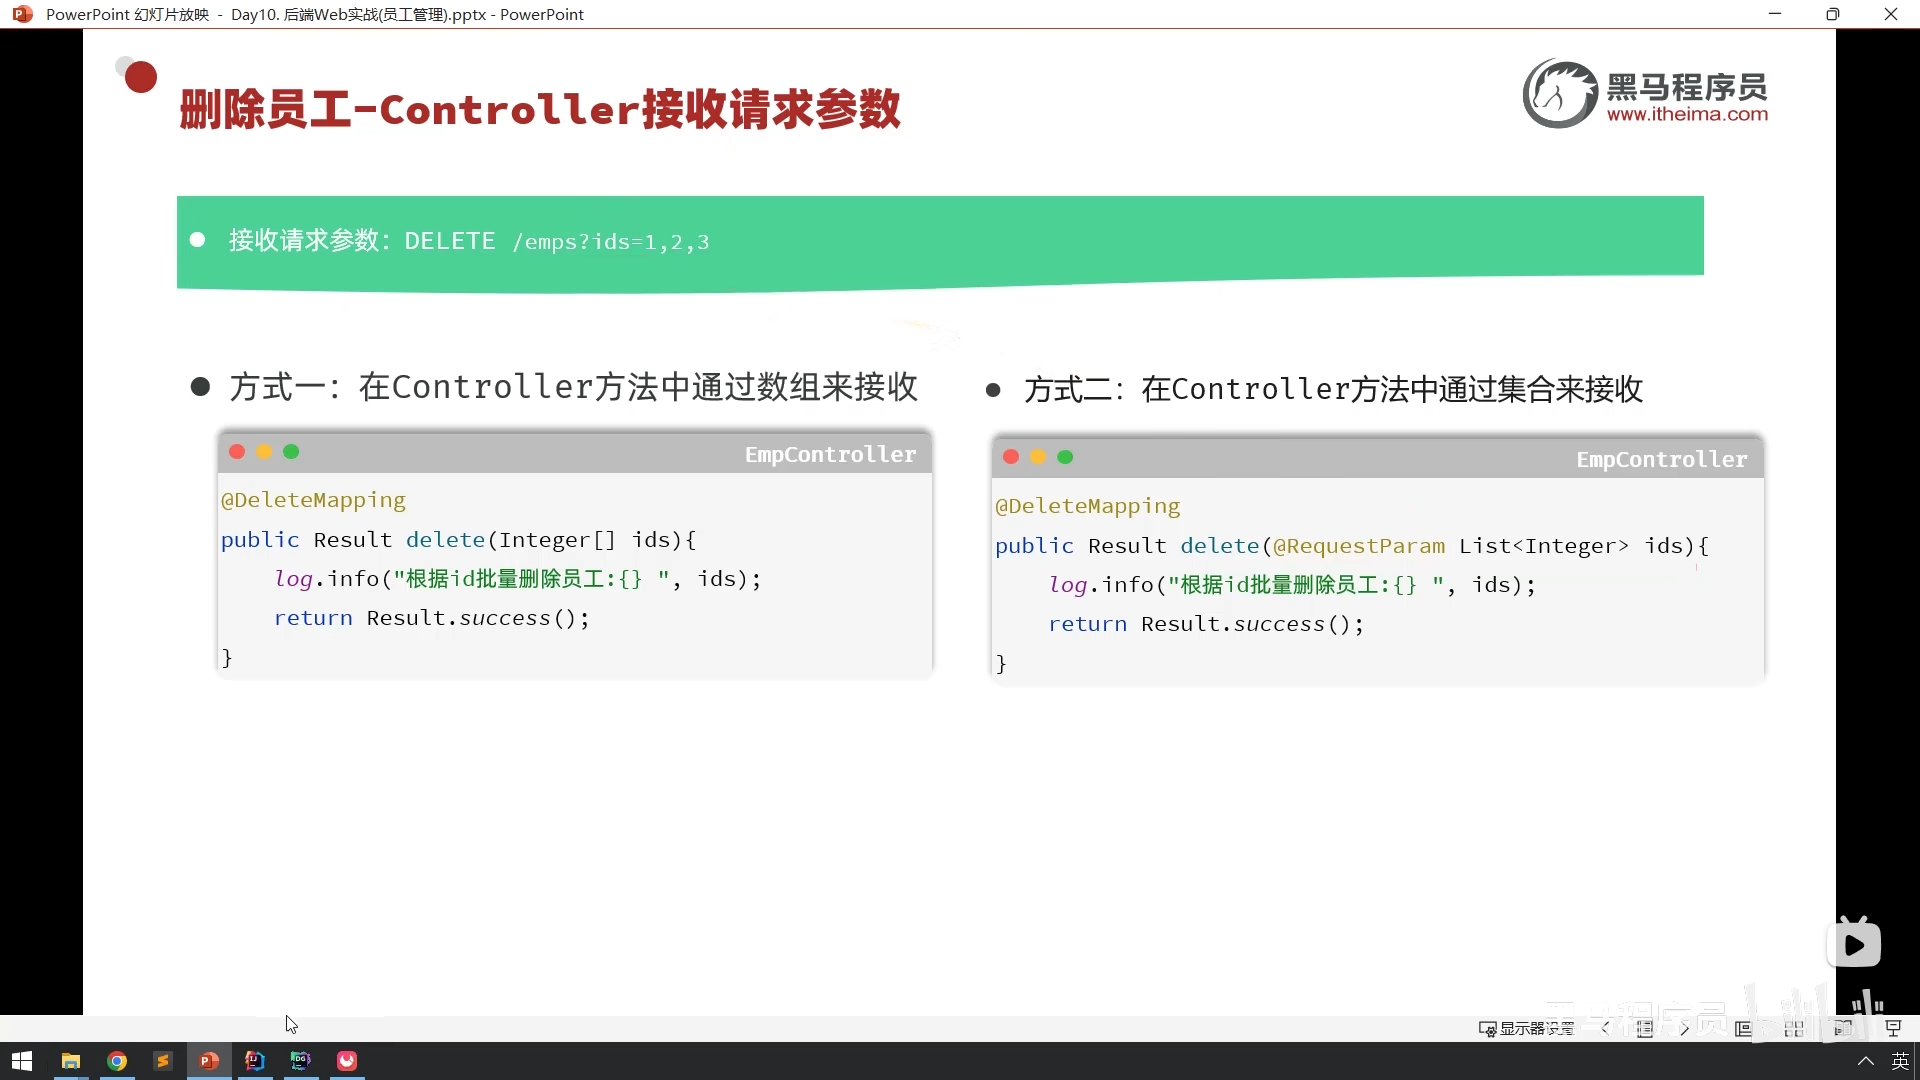 PowerPoint 幻灯片放映 - Day10. 后端Web实战(员工管理).pptx - PowerPoint
删除员工-Controller接收请求参数
黑马程序员
www.itheima.com
接收请求参数：DELETE /emps?ids=1,2,3
方式一：在Controller方法中通过数组来接收
EmpController
@DeleteMapping
public Result delete(Integer[] ids){
log.info("根据id批量删除员工:{} ", ids);
return Result.success();
}
方式二：在Controller方法中通过集合来接收
EmpController
@DeleteMapping
public Result delete(@RequestParam List<Integer> ids){
log.info("根据id批量删除员工:{} ", ids);
return Result.success();
}
黑马程序员
显示器设置
英